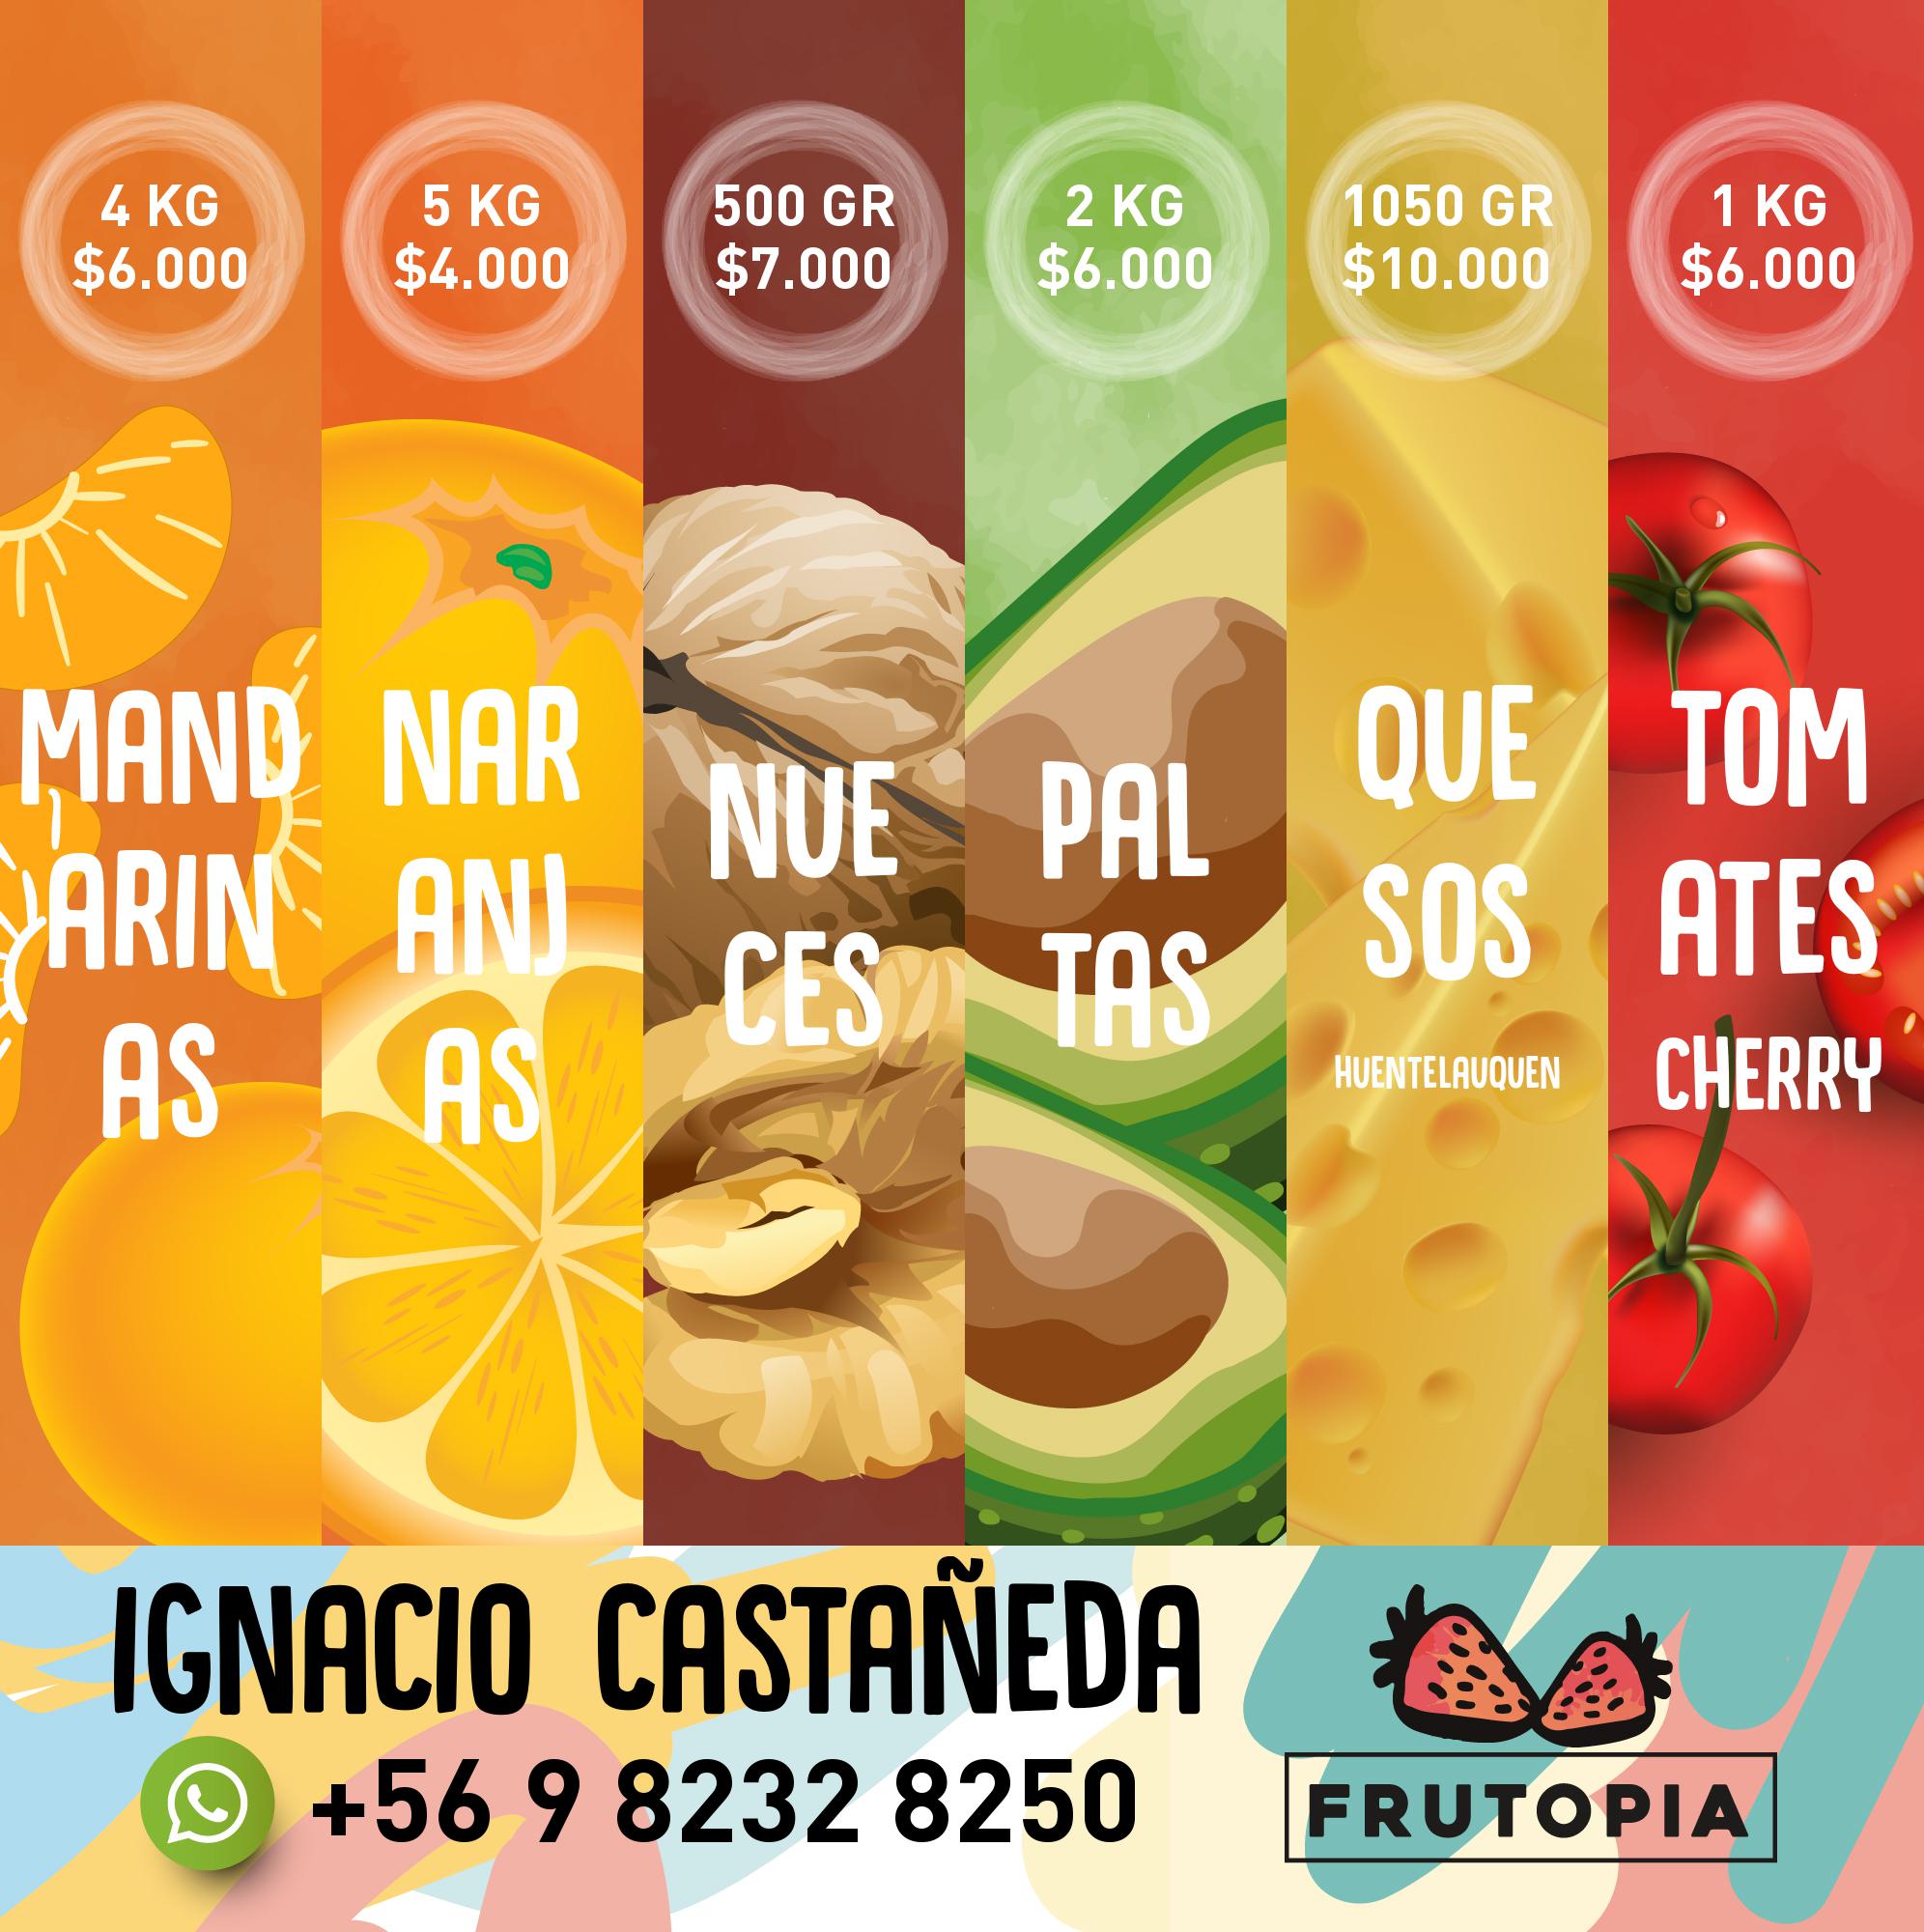 4 KG
$6.000
MAND
ARIN
AS
5 KG
$4.000
NAR
ANJ
AS
500 GR
$7.000
NUE
CES
2 KG
$6.000
PAL
TAS
1050 GR
$10.000
QUE
SOS
HUENTELAUQUEN
1 KG
$6.000
TOM
ATES
CHERRY
IGNACIO CASTAÑEDA
+56 9 8232 8250
FRUTOPIA